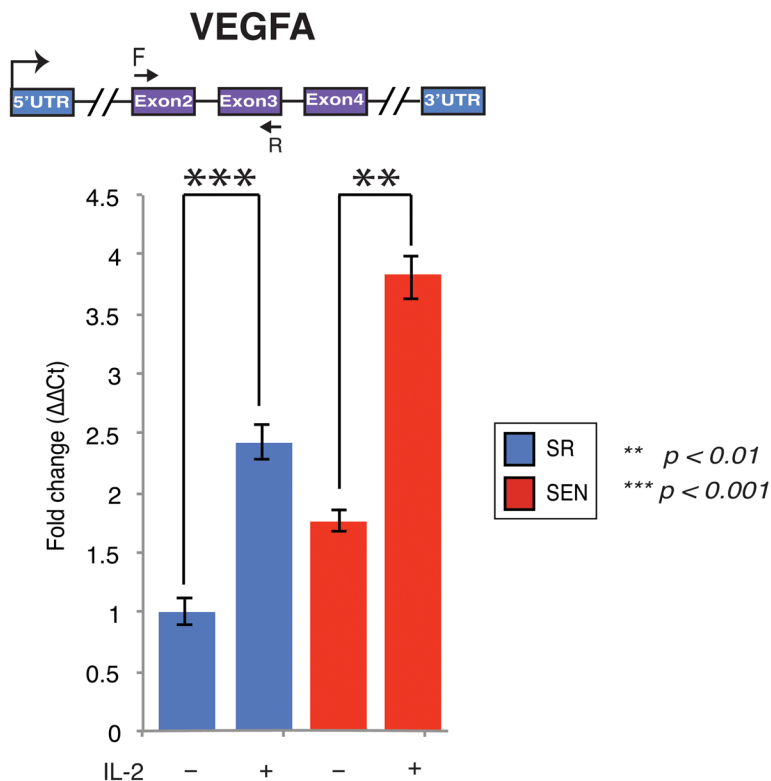 VEGFA
F
5'UTR Exon2 Exon3 Exon4 3'UTR
R
*** **
4.5
4
3.5
3
2.5
2
1.5
1
0.5
0
Fold change (ΔΔCt)
IL-2 − + − +
SR
SEN
** p < 0.01
*** p < 0.001